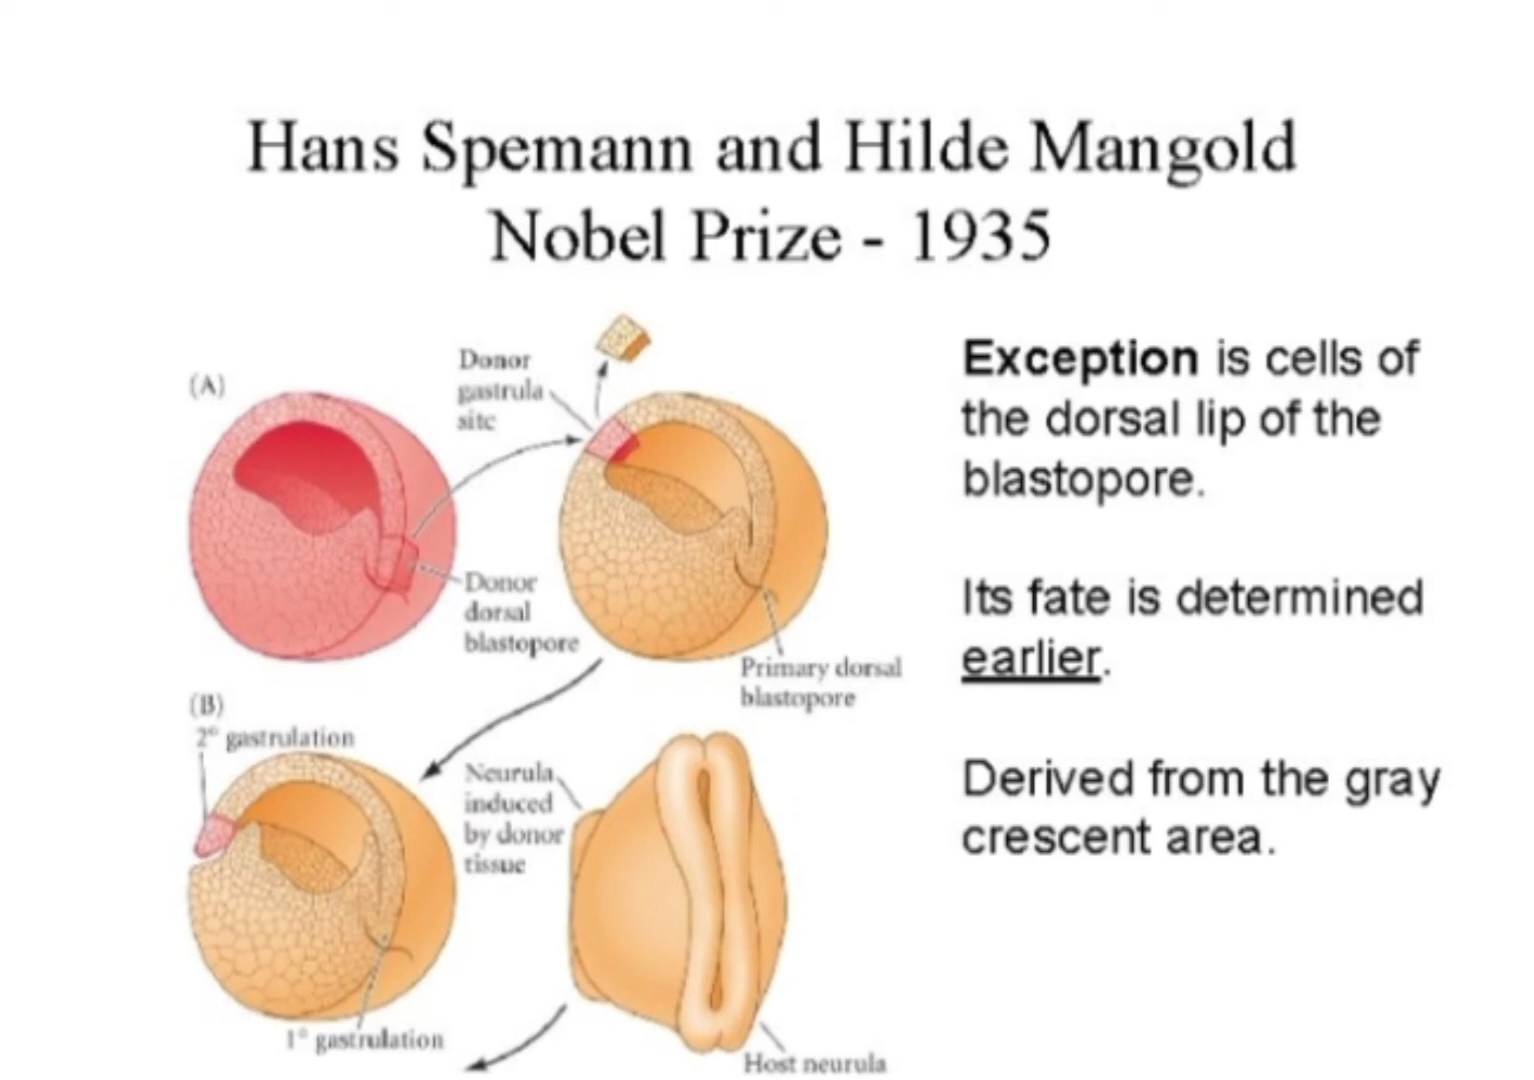 Hans Spemann and Hilde Mangold
Nobel Prize - 1935
(A)
Donor
gastrula
site
Donor
dorsal
blastopore
Primary dorsal
blastopore
(B)
2° gastrulation
Neurula
induced
by donor
tissue
1° gastrulation
Host neurula
Exception is cells of
the dorsal lip of the
blastopore.
Its fate is determined
earlier.
Derived from the gray
crescent area.